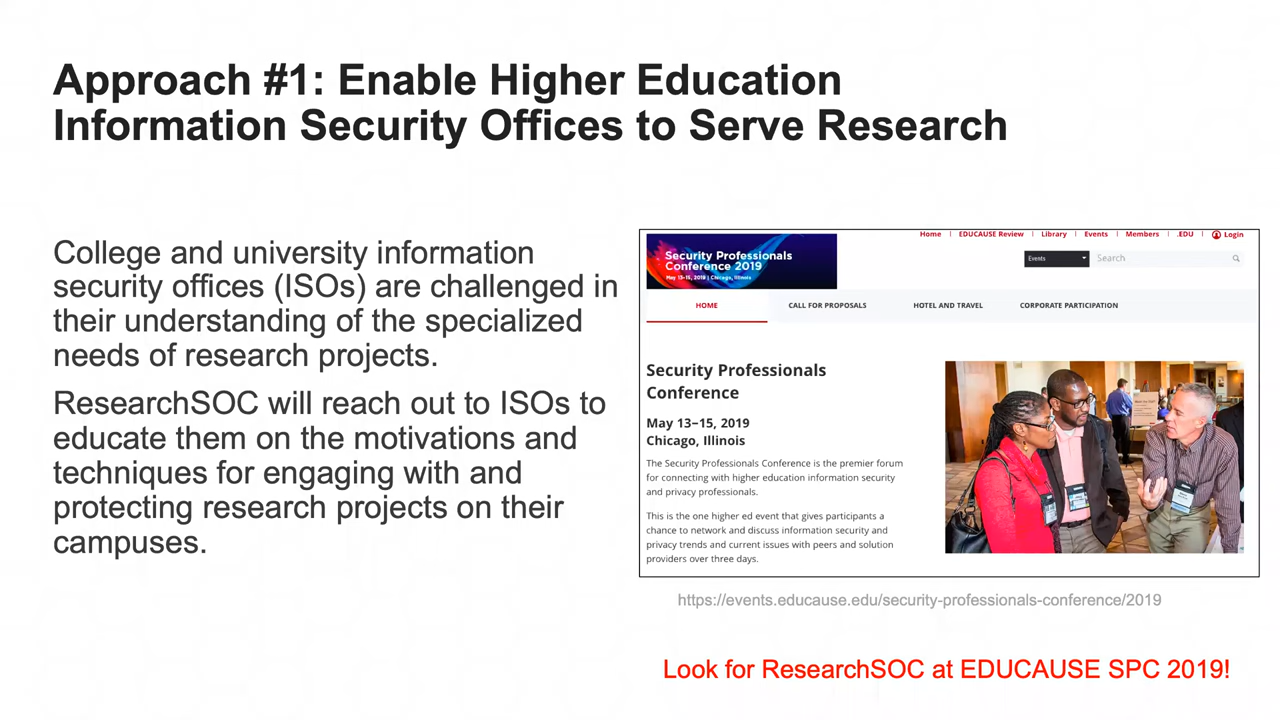 Approach #1: Enable Higher Education
Information Security Offices to Serve Research
College and university information
security offices (ISOs) are challenged in
their understanding of the specialized
needs of research projects.
ResearchSOC will reach out to ISOs to
educate them on the motivations and
techniques for engaging with and
protecting research projects on their
campuses.
Home | EDUCAUSE Review | Library | Events | Members | .EDU | Login
Security Professionals
Conference 2019
May 13–15, 2019 | Chicago, Illinois
Events
Search
HOME CALL FOR PROPOSALS HOTEL AND TRAVEL CORPORATE PARTICIPATION
Security Professionals
Conference
May 13–15, 2019
Chicago, Illinois
The Security Professionals Conference is the premier forum
for connecting with higher education information security
and privacy professionals.
This is the one higher ed event that gives participants a
chance to network and discuss information security and
privacy trends and current issues with peers and solution
providers over three days.
https://events.educause.edu/security-professionals-conference/2019
Look for ResearchSOC at EDUCAUSE SPC 2019!